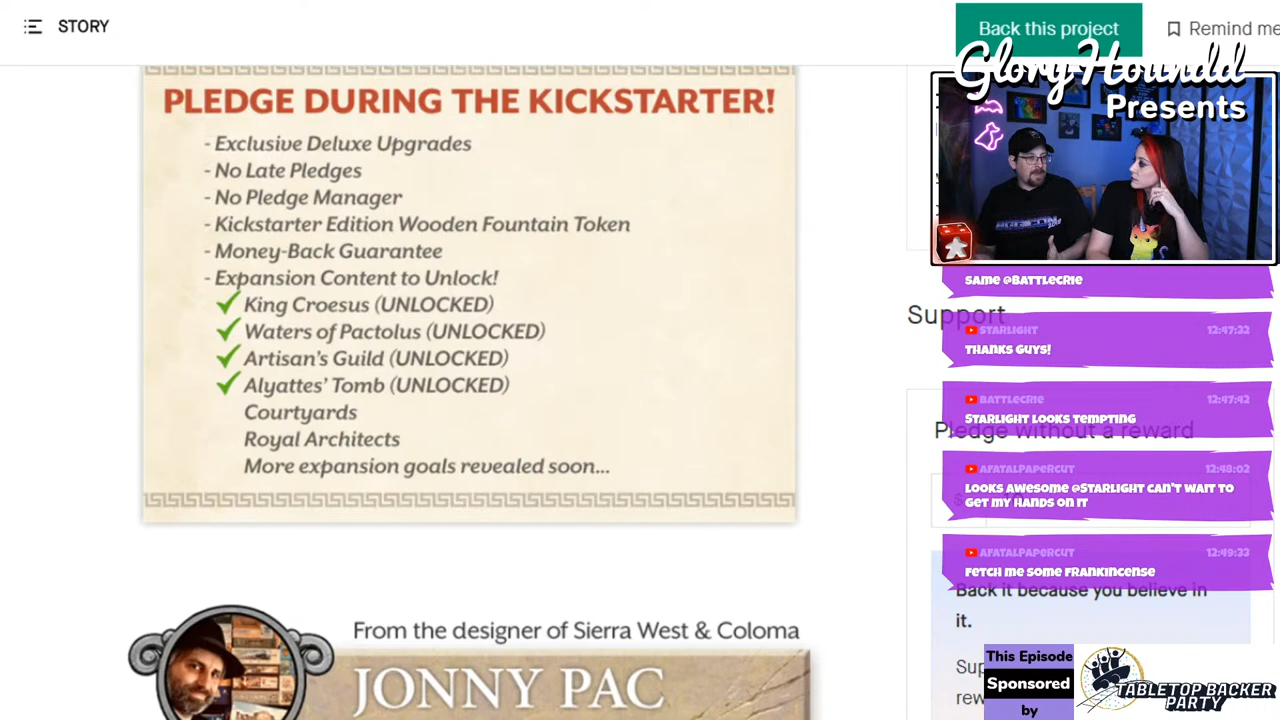 STORY
Back this project
Remind me
GloryHoundd
Presents
PLEDGE DURING THE KICKSTARTER!
- Exclusive Deluxe Upgrades
- No Late Pledges
- No Pledge Manager
- Kickstarter Edition Wooden Fountain Token
- Money-Back Guarantee
- Expansion Content to Unlock!
King Croesus (UNLOCKED)
Waters of Pactolus (UNLOCKED)
Artisan's Guild (UNLOCKED)
Alyattes' Tomb (UNLOCKED)
Courtyards
Royal Architects
More expansion goals revealed soon...
From the designer of Sierra West & Coloma
JONNY PAC
SAME @BATTLECRIE
Support
STARLIGHT 12:47:22
THANKS GUYS!
BATTLECRIE 12:47:42
STARLIGHT LOOKS TEMPTING
Pledge without a reward
AFATALPAPERCUT 12:48:02
LOOKS AWESOME @STARLIGHT CAN'T WAIT TO
GET MY HANDS ON IT
AFATALPAPERCUT 12:49:33
FETCH ME SOME FRANKINCENSE
Back it because you believe in
it.
This Episode
Sponsored
by
TABLETOP BACKER
PARTY